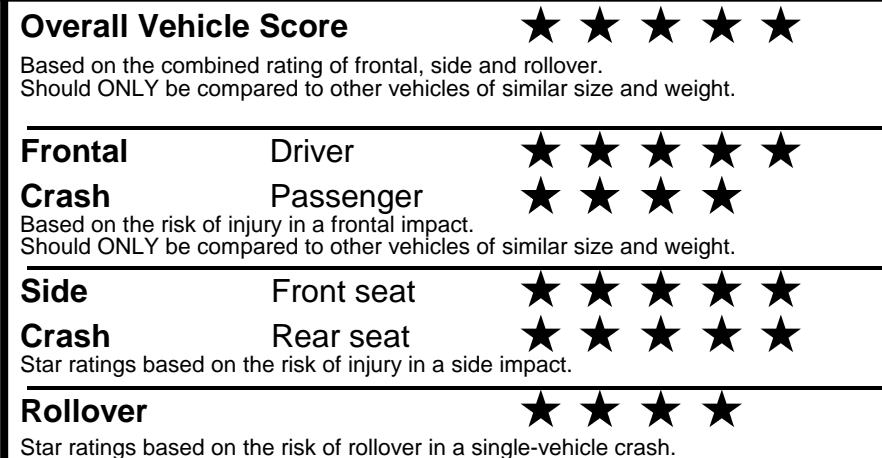 Overall Vehicle Score ★ ★ ★ ★ ★
Based on the combined rating of frontal, side and rollover.
Should ONLY be compared to other vehicles of similar size and weight.
Frontal Driver ★ ★ ★ ★ ★
Crash Passenger ★ ★ ★ ★
Based on the risk of injury in a frontal impact.
Should ONLY be compared to other vehicles of similar size and weight.
Side Front seat ★ ★ ★ ★ ★
Crash Rear seat ★ ★ ★ ★ ★
Star ratings based on the risk of injury in a side impact.
Rollover ★ ★ ★ ★
Star ratings based on the risk of rollover in a single-vehicle crash.